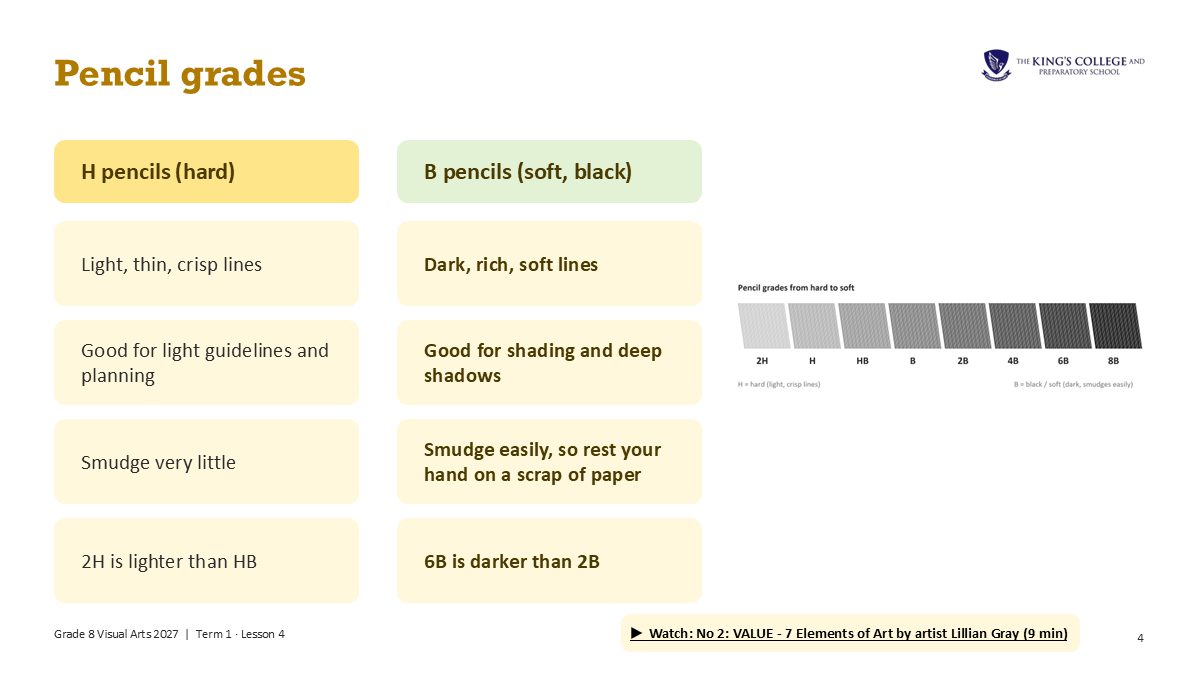 Pencil grades
THE KING'S COLLEGE AND
PREPARATORY SCHOOL
H pencils (hard)
B pencils (soft, black)
Light, thin, crisp lines
Dark, rich, soft lines
Good for light guidelines and
planning
Good for shading and deep
shadows
Smudge very little
Smudge easily, so rest your
hand on a scrap of paper
2H is lighter than HB
6B is darker than 2B
Pencil grades from hard to soft
2H H HB B 2B 4B 6B 8B
H = hard (light, crisp lines)
B = black / soft (dark, smudges easily)
Grade 8 Visual Arts 2027 | Term 1 · Lesson 4
▶ Watch: No 2: VALUE - 7 Elements of Art by artist Lillian Gray (9 min)
4